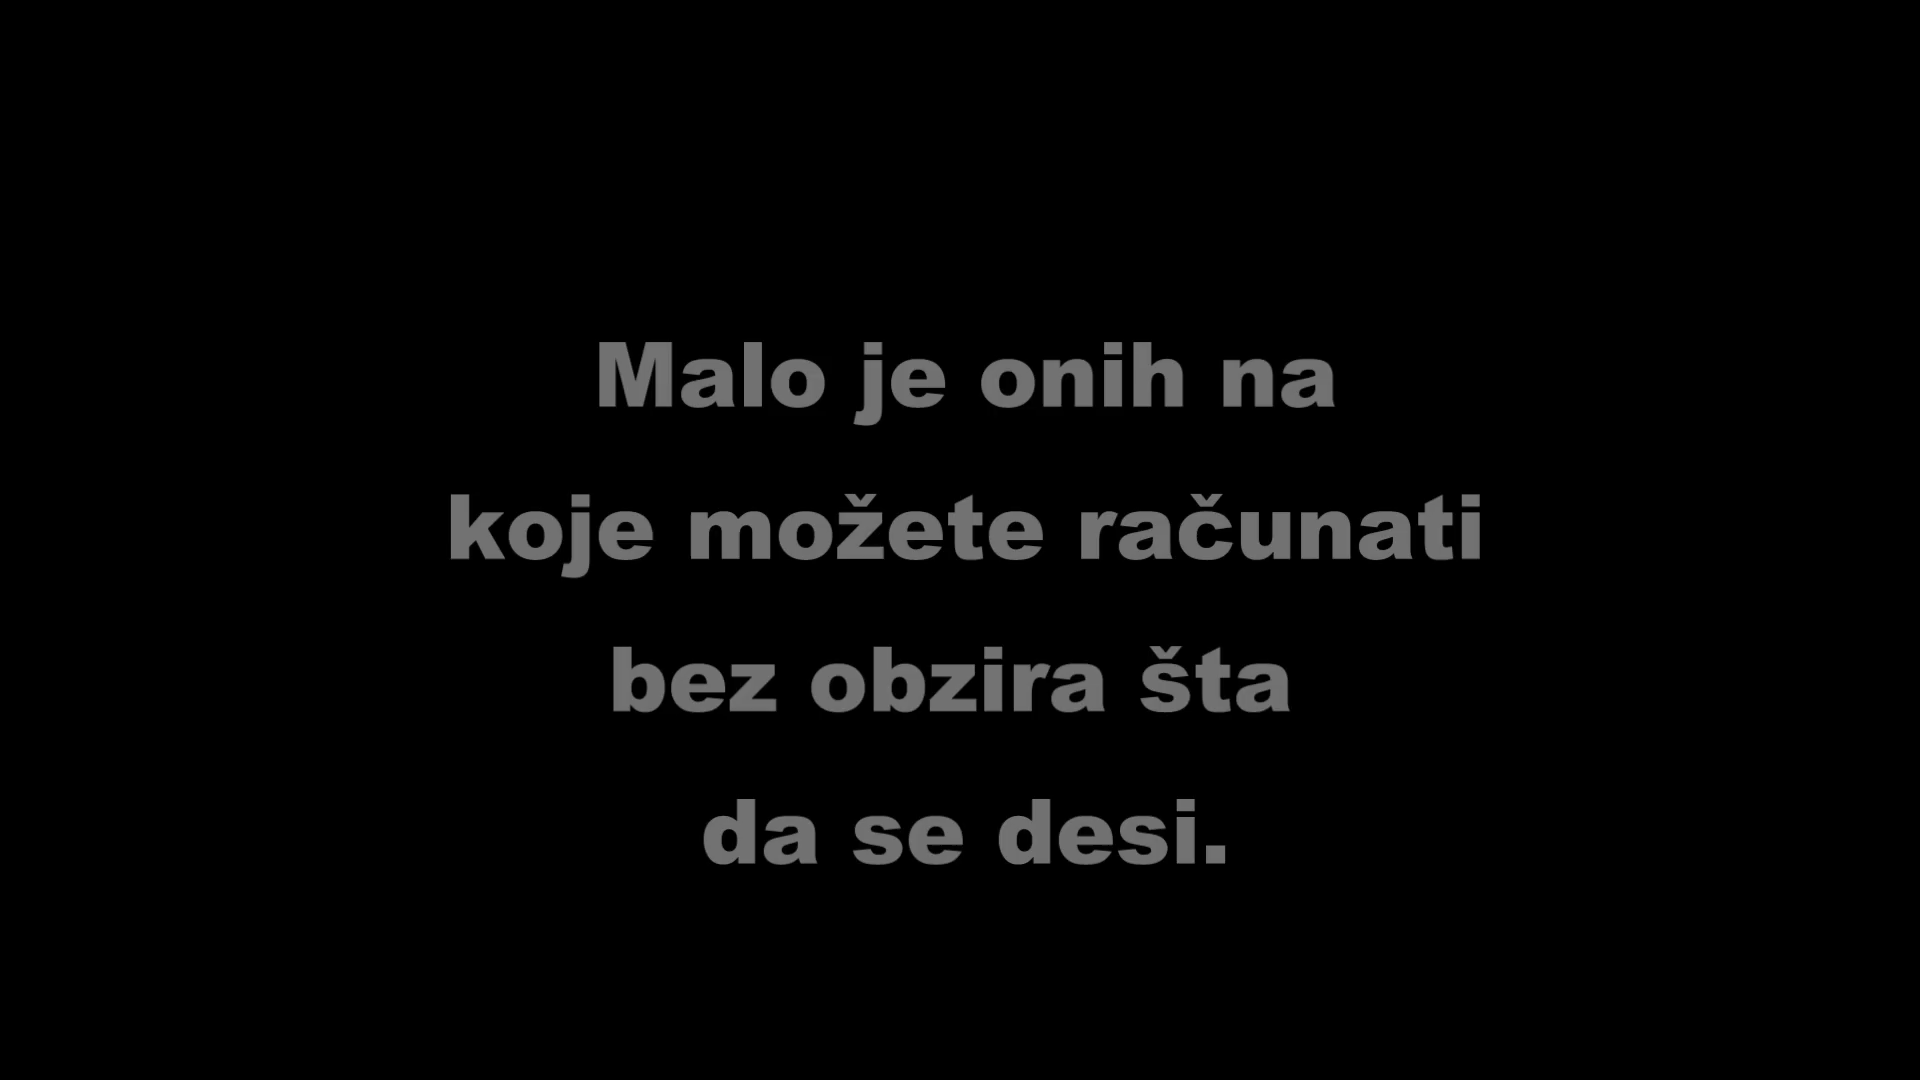 Malo je onih na
koje možete računati
bez obzira šta
da se desi.